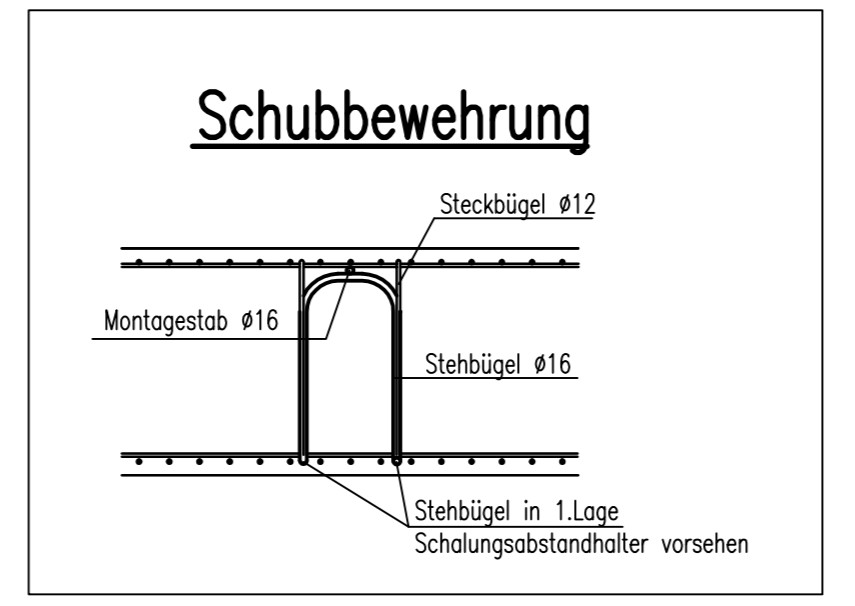 Schubbewehrung
Steckbügel ø12
Montagestab ø16
Stehbügel ø16
Stehbügel in 1.Lage
Schalungsabstandhalter vorsehen